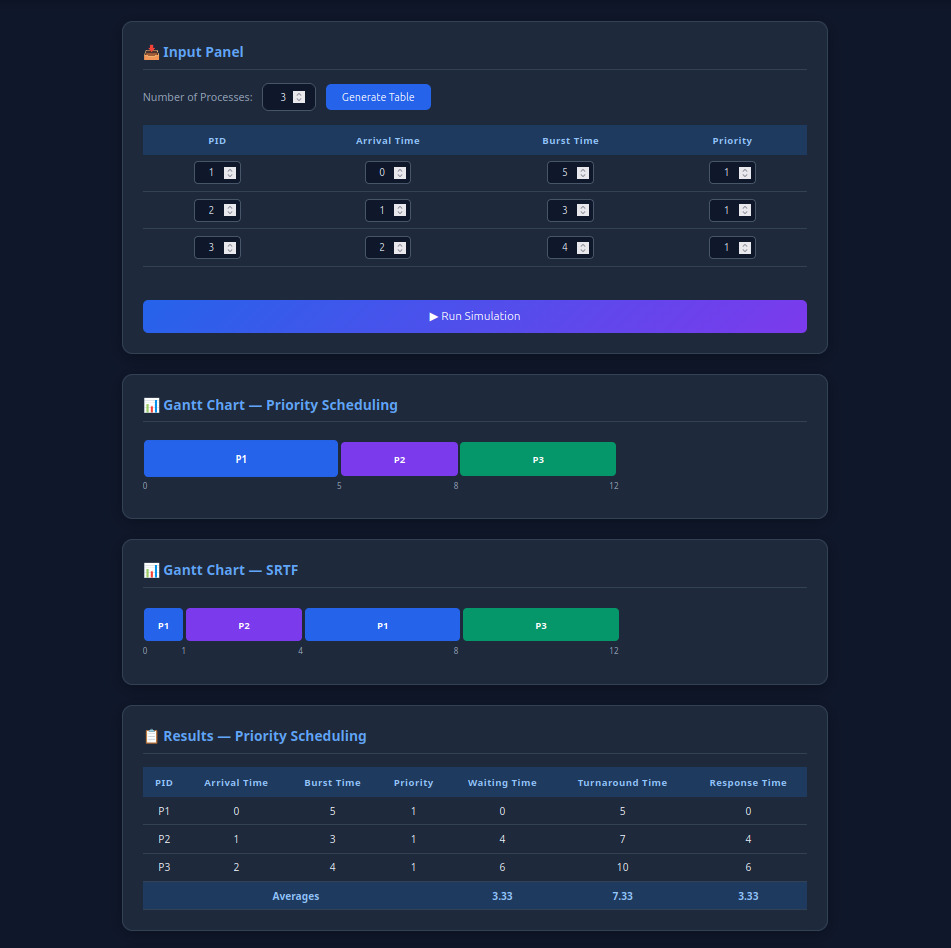 📥 Input Panel
Number of Processes: 3 Generate Table
PID Arrival Time Burst Time Priority
1 0 5 1
2 1 3 1
3 2 4 1
▶ Run Simulation
📊 Gantt Chart — Priority Scheduling
P1 P2 P3
0 5 8 12
📊 Gantt Chart — SRTF
P1 P2 P1 P3
0 1 4 8 12
📋 Results — Priority Scheduling
PID Arrival Time Burst Time Priority Waiting Time Turnaround Time Response Time
P1 0 5 1 0 5 0
P2 1 3 1 4 7 4
P3 2 4 1 6 10 6
Averages 3.33 7.33 3.33